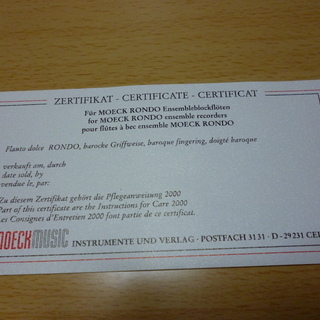 ZERTIFIKAT - CERTIFICATE - CERTIFICAT
Für MOECK RONDO Ensembleblockflöten
for MOECK RONDO ensemble recorders
pour flûtes à bec ensemble MOECK RONDO
Flauto dolce RONDO, barocke Griffweise, baroque fingering, doigté baroque
verkauft am, durch
date sold, by
vendue le, par:
Zu diesem Zertifikat gehört die Pflegeanweisung 2000
Part of this certificate are the Instructions for Care 2000
Les Consignes d'Entretien 2000 font partie de ce certificat.
MOECK MUSIC INSTRUMENTE UND VERLAG - POSTFACH 3131 - D-29231 CEL